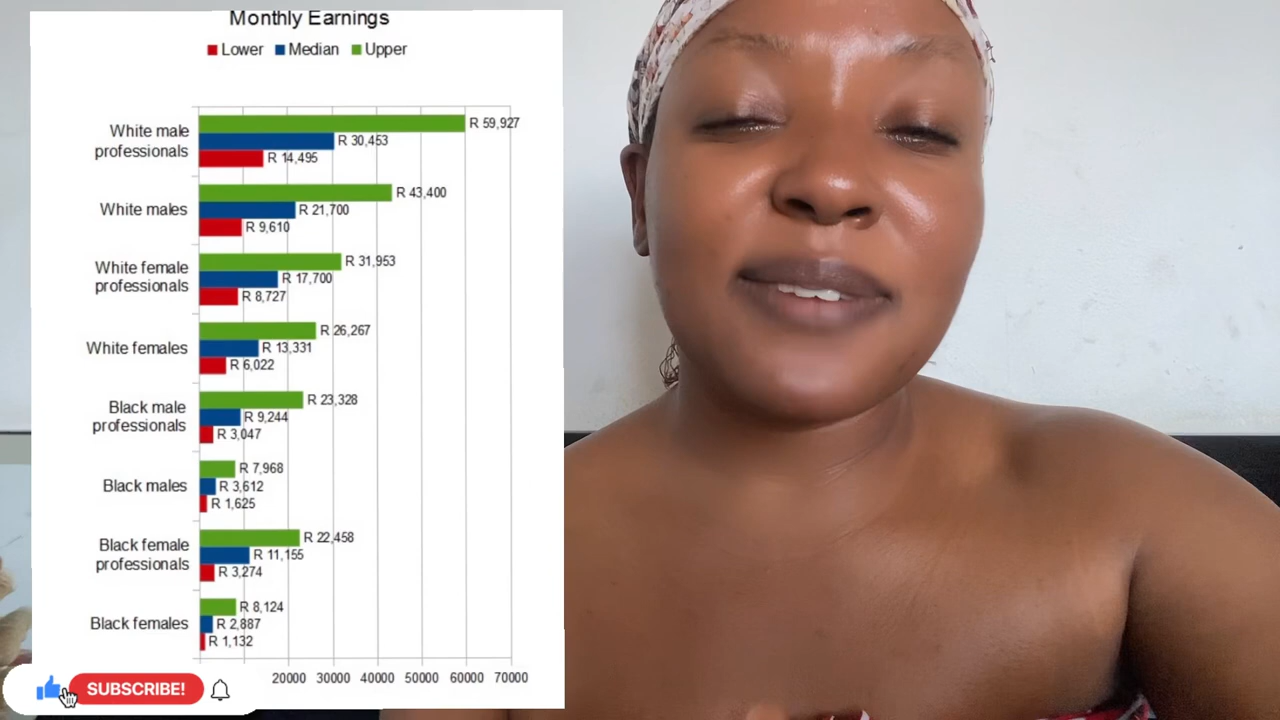 Monthly Earnings
Lower Median Upper
White male
professionals
R 59,927
R 30,453
R 14,495
White males
R 43,400
R 21,700
R 9,610
White female
professionals
R 31,953
R 17,700
R 8,727
White females
R 26,267
R 13,331
R 6,022
Black male
professionals
R 23,328
R 9,244
R 3,047
Black males
R 7,968
R 3,612
R 1,625
Black female
professionals
R 22,458
R 11,155
R 3,274
Black females
R 8,124
R 2,887
R 1,132
20000 30000 40000 50000 60000 70000
SUBSCRIBE!